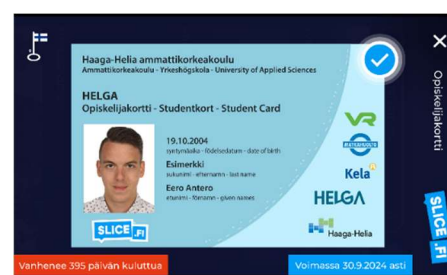 Haaga-Helia ammattikorkeakoulu
Ammattikorkeakoulu - Yrkeshögskola - University of Applied Sciences
HELGA
Opiskelijakortti - Studentkort - Student Card
19.10.2004
syntymäaika - födelsedatum - date of birth
Esimerkki
sukunimi - efternamn - last name
Eero Antero
etunimi - förnamn - given names
SLICE.FI
VR
MATKAHUOLTO
Kela
HELGA
Haaga-Helia
Opiskelijakortti
SLICE.FI
Vanhenee 395 päivän kuluttua
Voimassa 30.9.2024 asti